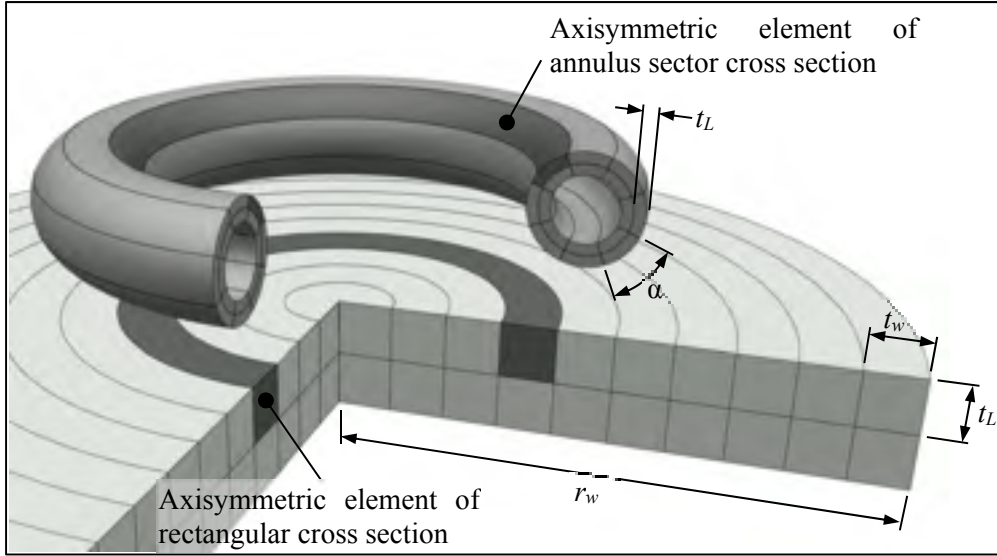 Axisymmetric element of
annulus sector cross section
t_L
α
t_w
t_L
r_w
Axisymmetric element of
rectangular cross section